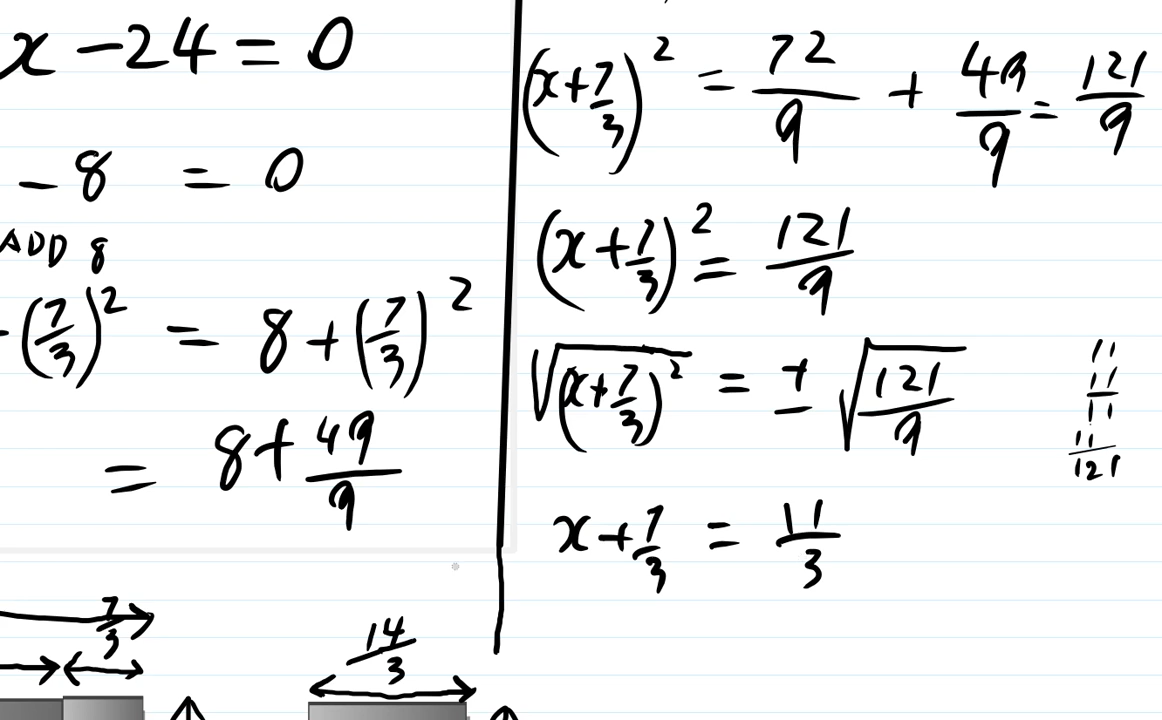 x - 24 = 0
- 8 = 0
ADD 8
(7/3)² = 8 + (7/3)²
= 8 + 49/9
7/3
14/3
(x + 7/3)² = 72/9 + 49/9 = 121/9
(x + 7/3)² = 121/9
√(x + 7/3)² = ± √121/9
x + 7/3 = 11/3
11
11
11
11
121